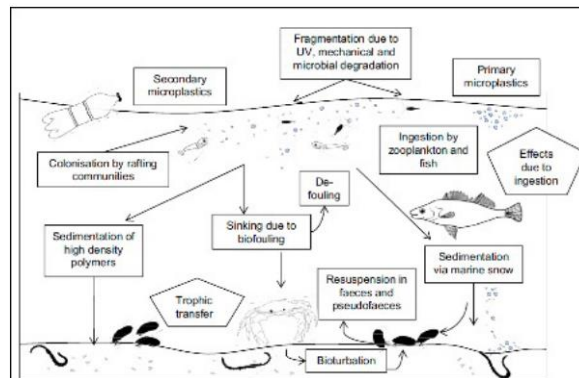 Fragmentation due to
UV, mechanical and
microbial degradation
Secondary
microplastics
Primary
microplastics
Colonisation by rafting
communities
Ingestion by
zooplankton and
fish
Effects
due to
ingestion
De-
fouling
Sedimentation of
high density
polymers
Sinking due to
biofouling
Sedimentation
via marine snow
Trophic
transfer
Resuspension in
faeces and
pseudofaeces
Bioturbation